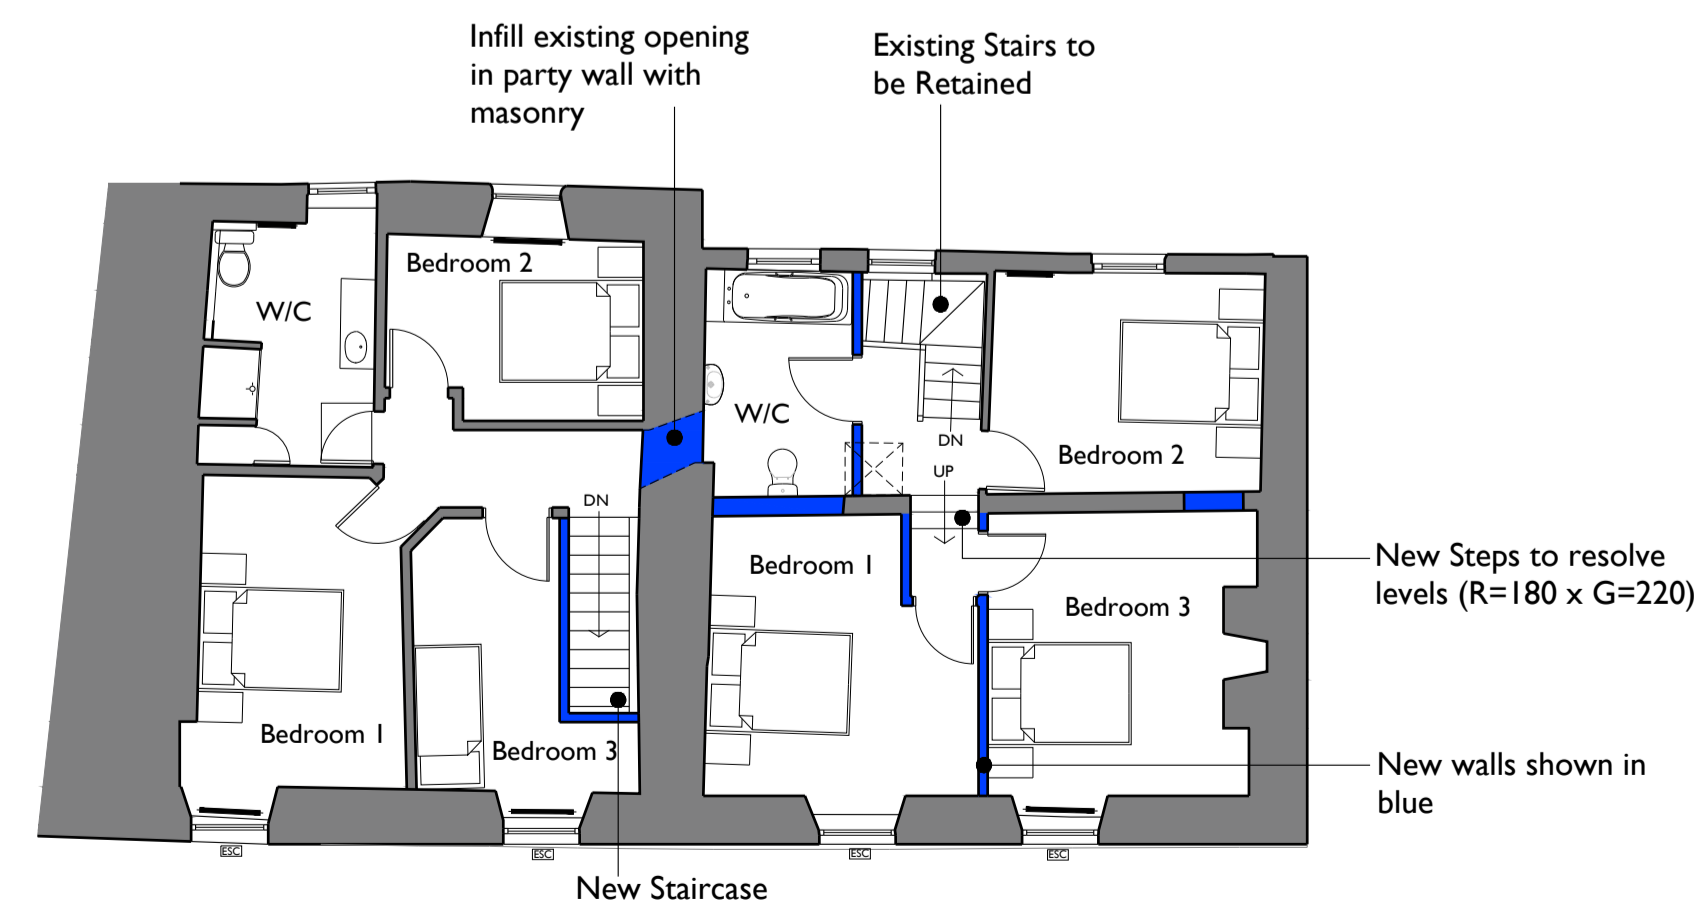 Infill existing opening
in party wall with
masonry
Existing Stairs to
be Retained
Bedroom 2
W/C
W/C
DN
UP
Bedroom 2
DN
Bedroom 1
New Steps to resolve
levels (R=180 x G=220)
Bedroom 3
Bedroom 1
Bedroom 3
New walls shown in
blue
ESC
ESC
ESC
ESC
New Staircase